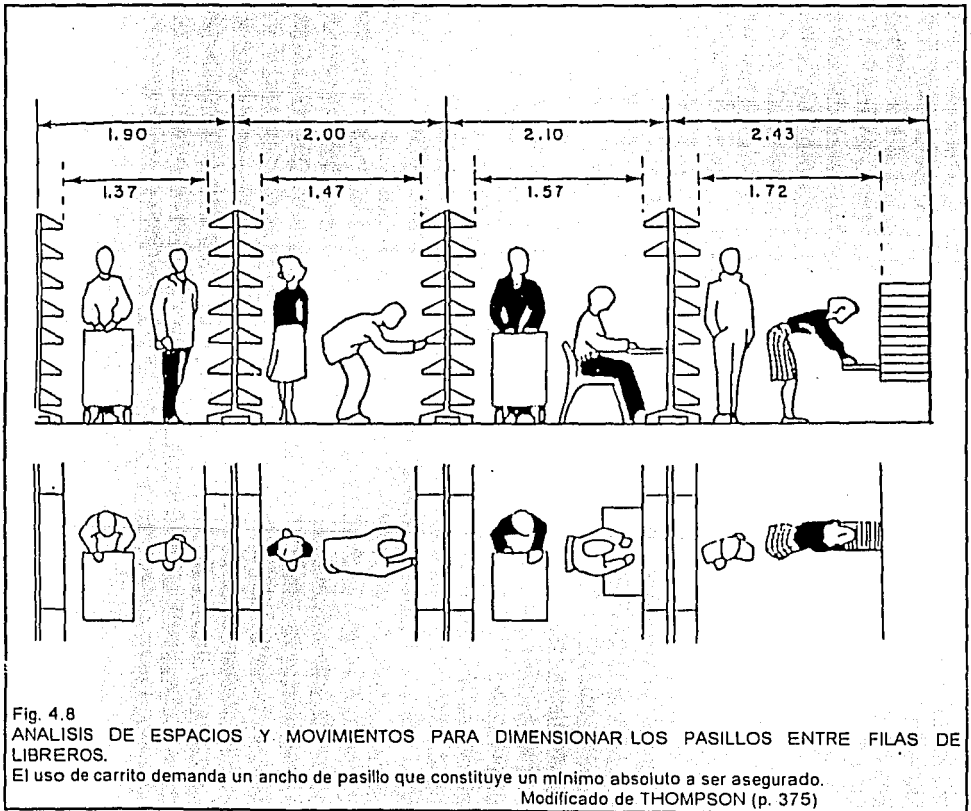 1.90 2.00 2.10 2.43
1.37 1.47 1.57 1.72
Fig. 4.8
ANALISIS DE ESPACIOS Y MOVIMIENTOS PARA DIMENSIONAR LOS PASILLOS ENTRE FILAS DE
LIBREROS.
El uso de carrito demanda un ancho de pasillo que constituye un mínimo absoluto a ser asegurado.
Modificado de THOMPSON (p. 375)